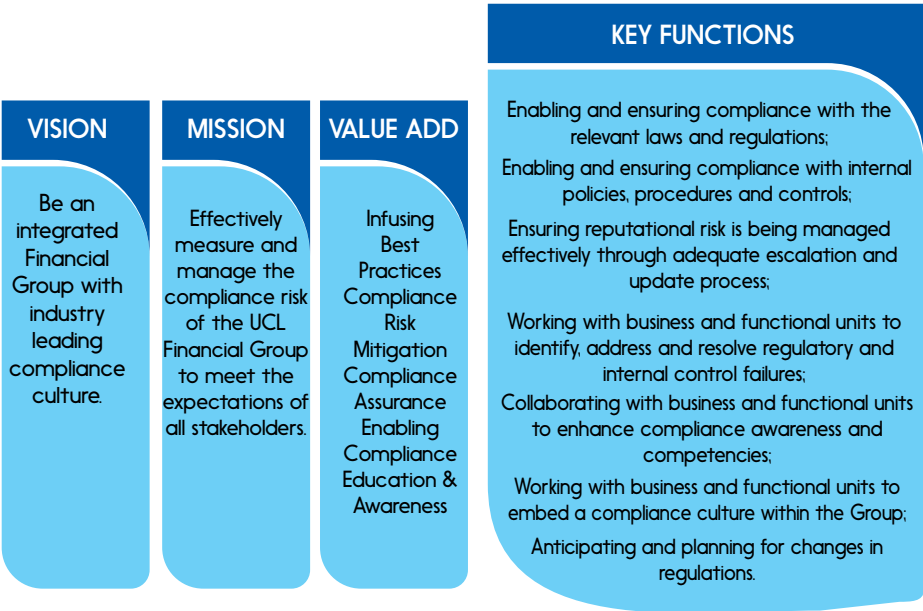 VISION
Be an
integrated
Financial
Group with
industry
leading
compliance
culture.
MISSION
Effectively
measure and
manage the
compliance risk
of the UCL
Financial Group
to meet the
expectations of
all stakeholders.
VALUE ADD
Infusing
Best
Practices
Compliance
Risk
Mitigation
Compliance
Assurance
Enabling
Compliance
Education &
Awareness
KEY FUNCTIONS
Enabling and ensuring compliance with the
relevant laws and regulations;
Enabling and ensuring compliance with internal
policies, procedures and controls;
Ensuring reputational risk is being managed
effectively through adequate escalation and
update process;
Working with business and functional units to
identify, address and resolve regulatory and
internal control failures;
Collaborating with business and functional units
to enhance compliance awareness and
competencies;
Working with business and functional units to
embed a compliance culture within the Group;
Anticipating and planning for changes in
regulations.